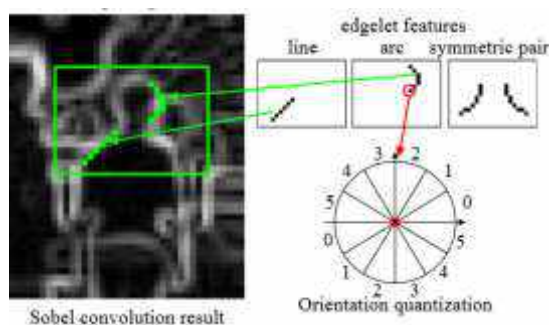 edgelet features
line arc symmetric pair
3 2
4 1
5 0
0 5
1 4
2 3
Sobel convolution result
Orientation quantization